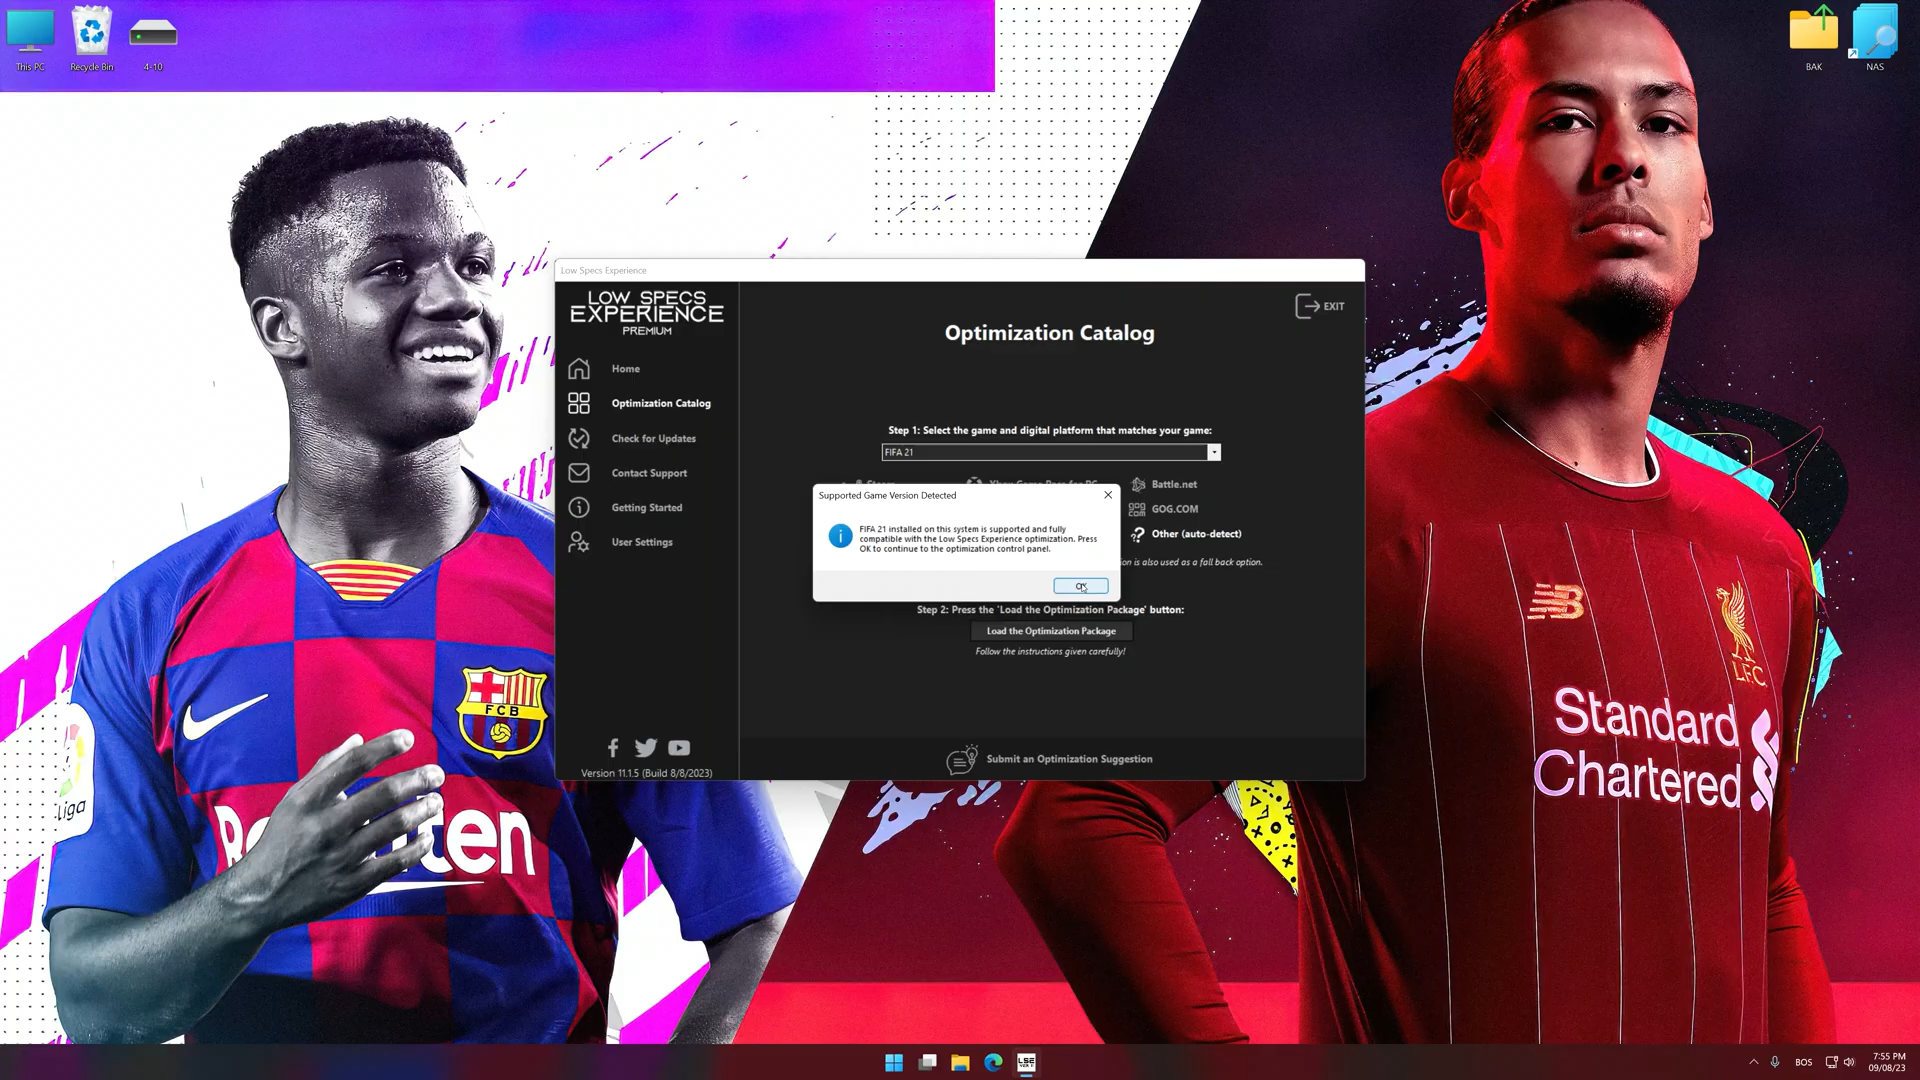 This PC
Recycle Bin
4-10
BAK
NAS
Low Specs Experience
LOW SPECS
EXPERIENCE
PREMIUM
EXIT
Optimization Catalog
Home
Optimization Catalog
Check for Updates
Contact Support
Getting Started
User Settings
Step 1: Select the game and digital platform that matches your game:
FIFA 21
Battle.net
GOG.COM
Other (auto-detect)
is also used as a fall back option.
Supported Game Version Detected
FIFA 21 installed on this system is supported and fully
compatible with the Low Specs Experience optimization. Press
OK to continue to the optimization control panel.
OK
Step 2: Press the 'Load the Optimization Package' button:
Load the Optimization Package
Follow the instructions given carefully!
Submit an Optimization Suggestion
Version 11.1.5 (Build 8/8/2023)
FCB
Liga
L.F.C.
Standard
Chartered
LSE
BOS
7:55 PM
09/08/23